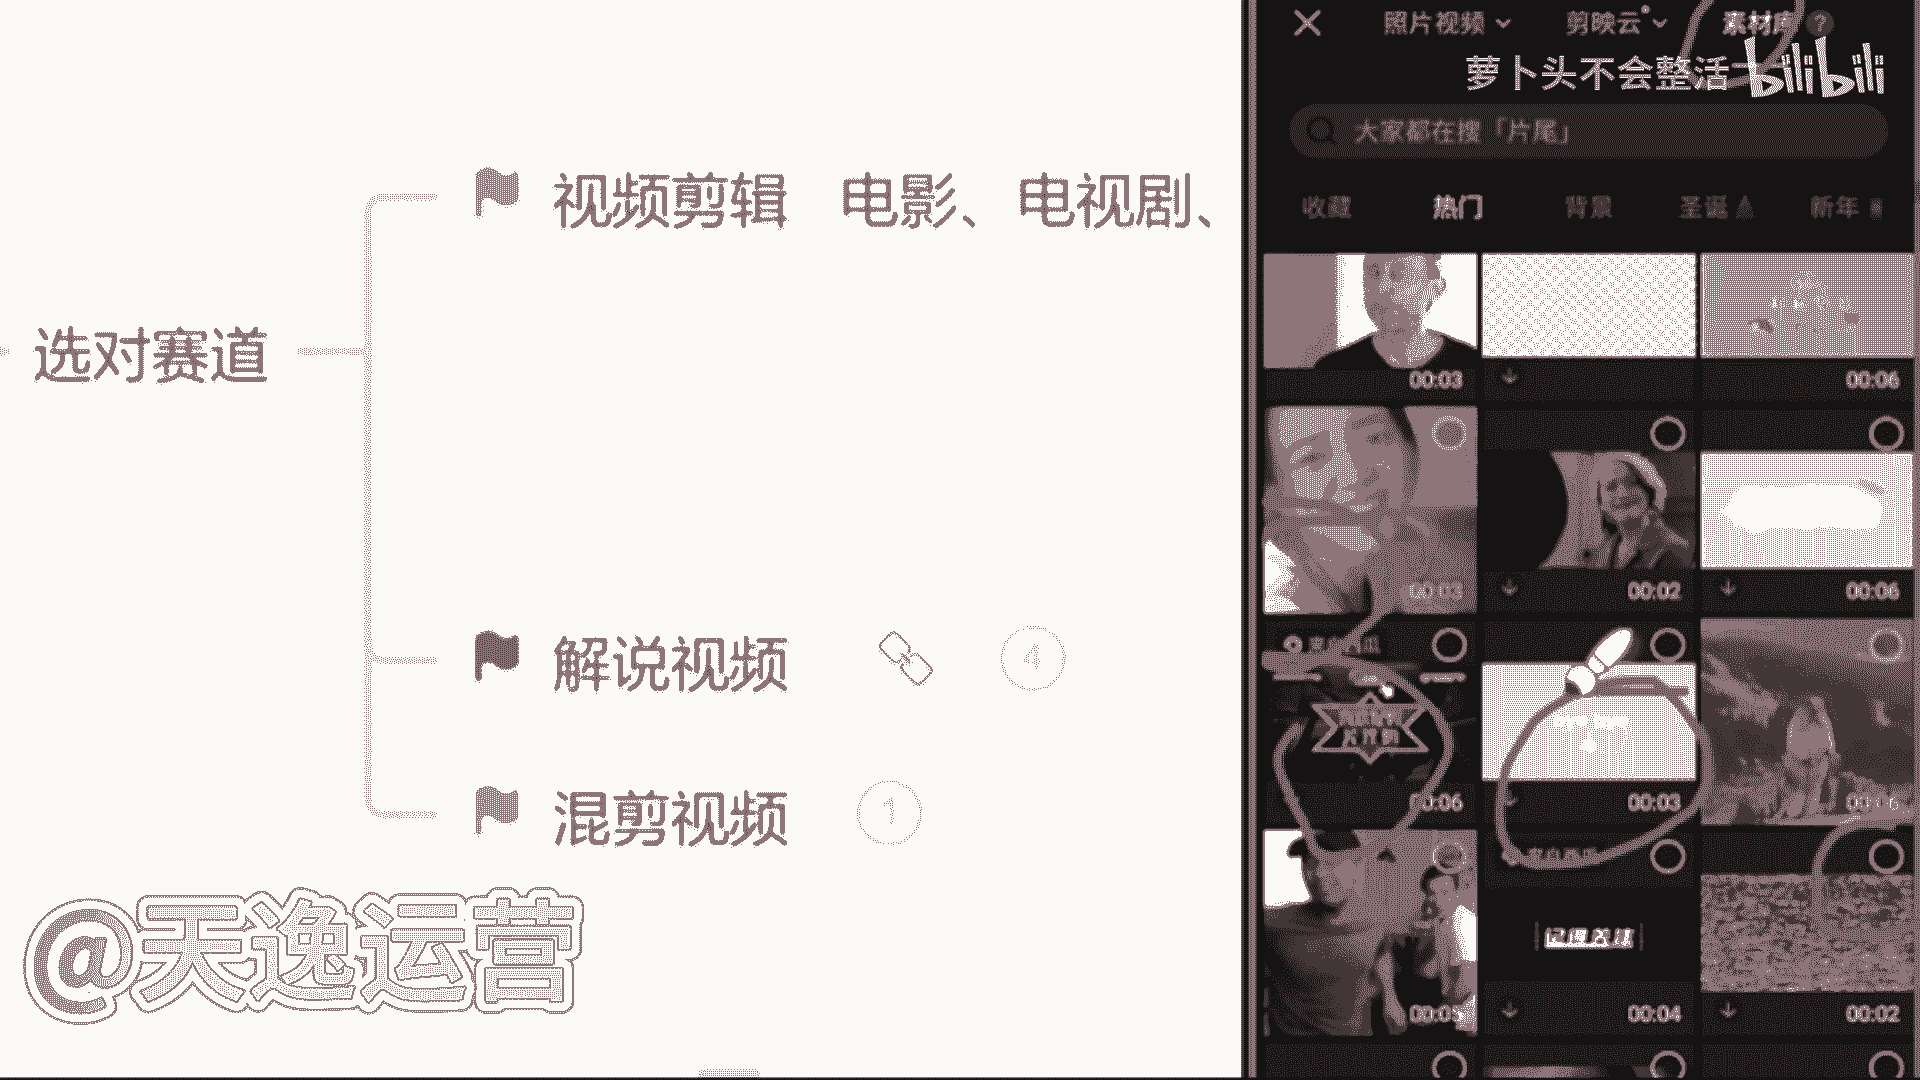 选对赛道
视频剪辑 电影、电视剧、
解说视频 4
混剪视频 1
@天逸运营
照片视频 剪映云 素材库 ?
萝卜头不会整活 bilibili
大家都在搜「片尾」
收藏 热门 背景 圣诞 新年
00:03 00:06
00:03 00:02 00:06
00:06 00:03 00:06
记得关注
00:05 00:04 00:02